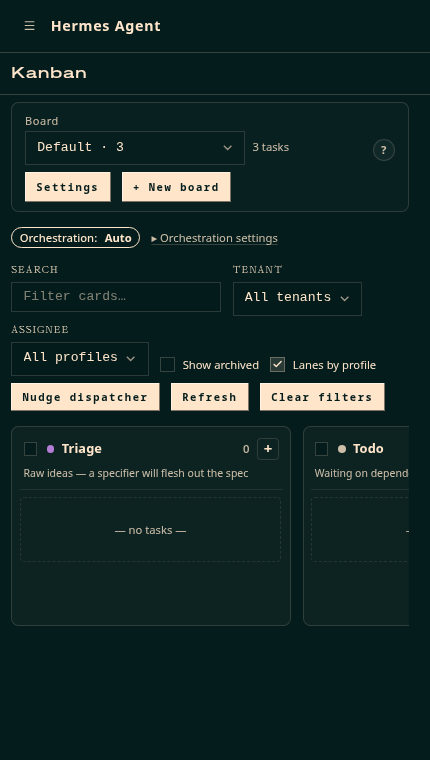 ☰ Hermes Agent
Kanban
Board
Default · 3
3 tasks
?
Settings
+ New board
Orchestration: Auto
▸ Orchestration settings
SEARCH
TENANT
Filter cards…
All tenants
ASSIGNEE
All profiles
Show archived
Lanes by profile
Nudge dispatcher
Refresh
Clear filters
Triage
0
+
Raw ideas — a specifier will flesh out the spec
— no tasks —
Todo
Waiting on depend